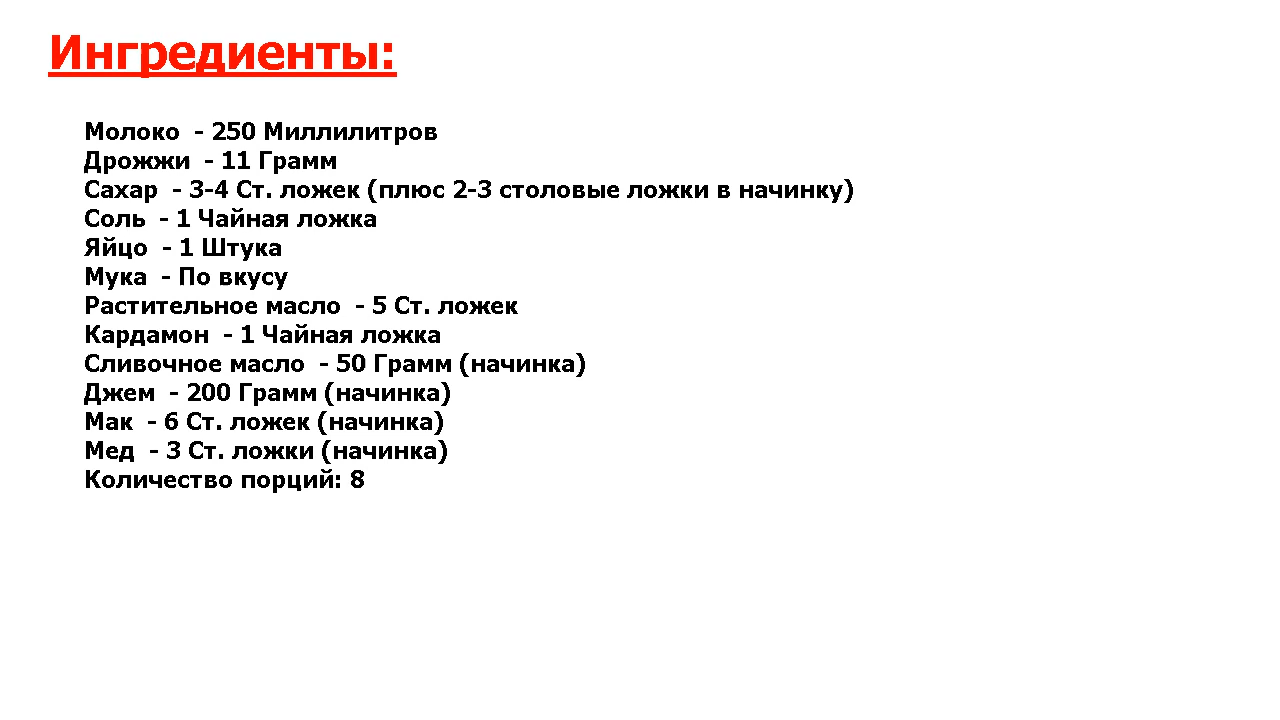 Ингредиенты:
Молоко - 250 Миллилитров
Дрожжи - 11 Грамм
Сахар - 3-4 Ст. ложек (плюс 2-3 столовые ложки в начинку)
Соль - 1 Чайная ложка
Яйцо - 1 Штука
Мука - По вкусу
Растительное масло - 5 Ст. ложек
Кардамон - 1 Чайная ложка
Сливочное масло - 50 Грамм (начинка)
Джем - 200 Грамм (начинка)
Мак - 6 Ст. ложек (начинка)
Мед - 3 Ст. ложки (начинка)
Количество порций: 8